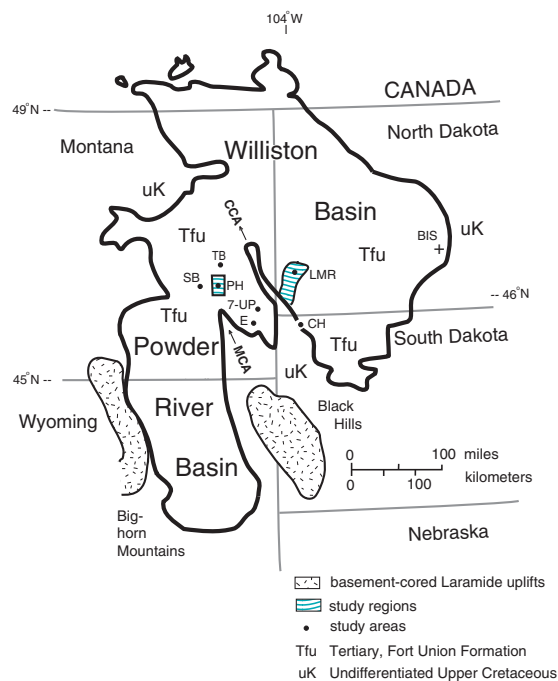 104°W
CANADA
49°N --
North Dakota
Montana
Williston
uK
CCA
Basin
uK
Tfu
BIS
Tfu
TB
LMR
SB
PH
-- 46°N
7-UP
Tfu
E
CH
South Dakota
Powder
MCA
Tfu
uK
45°N --
River
Wyoming
Black
Hills
0 100 miles
kilometers
0 100
Basin
Big-
horn
Mountains
Nebraska
basement-cored Laramide uplifts
study regions
study areas
Tfu Tertiary, Fort Union Formation
uK Undifferentiated Upper Cretaceous